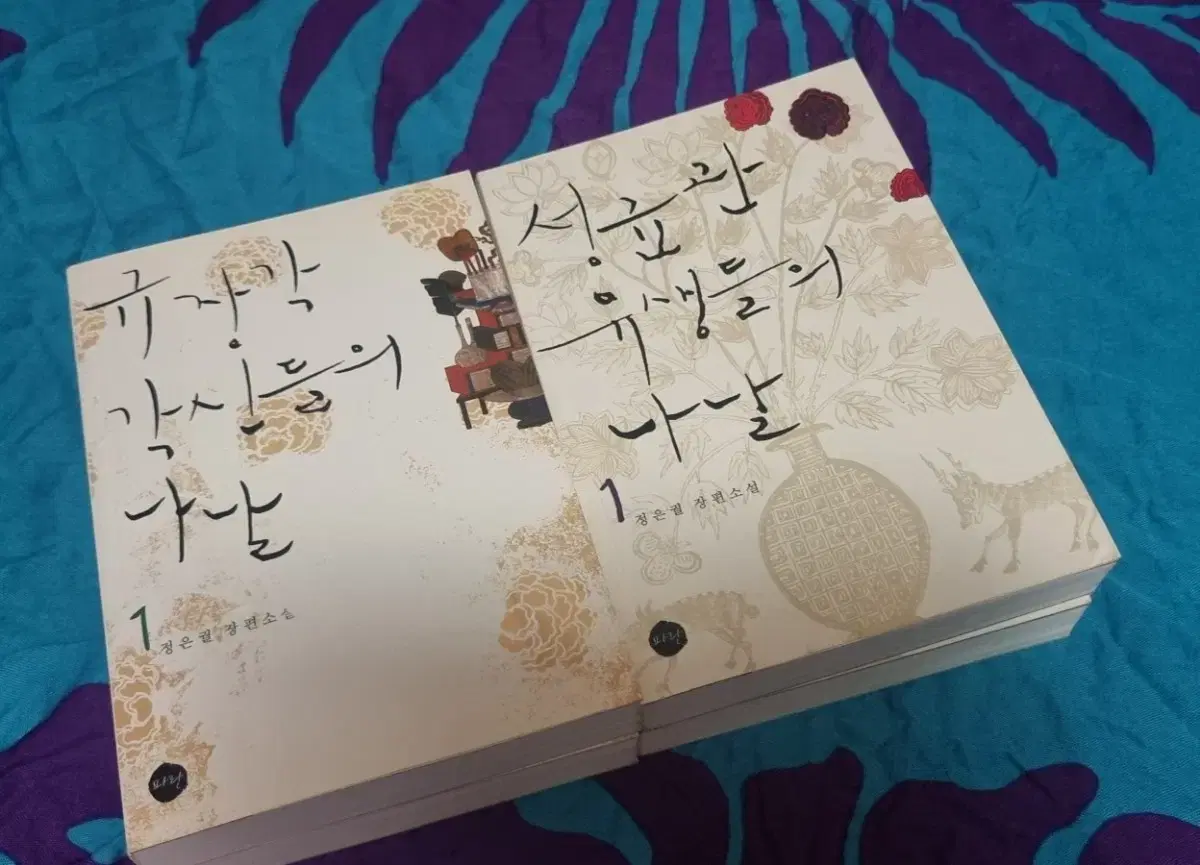 규장각
각신들의
나날
1
정은궐 장편소설
파란
성균관
유생들의
나날
1
정은궐 장편소설
파란